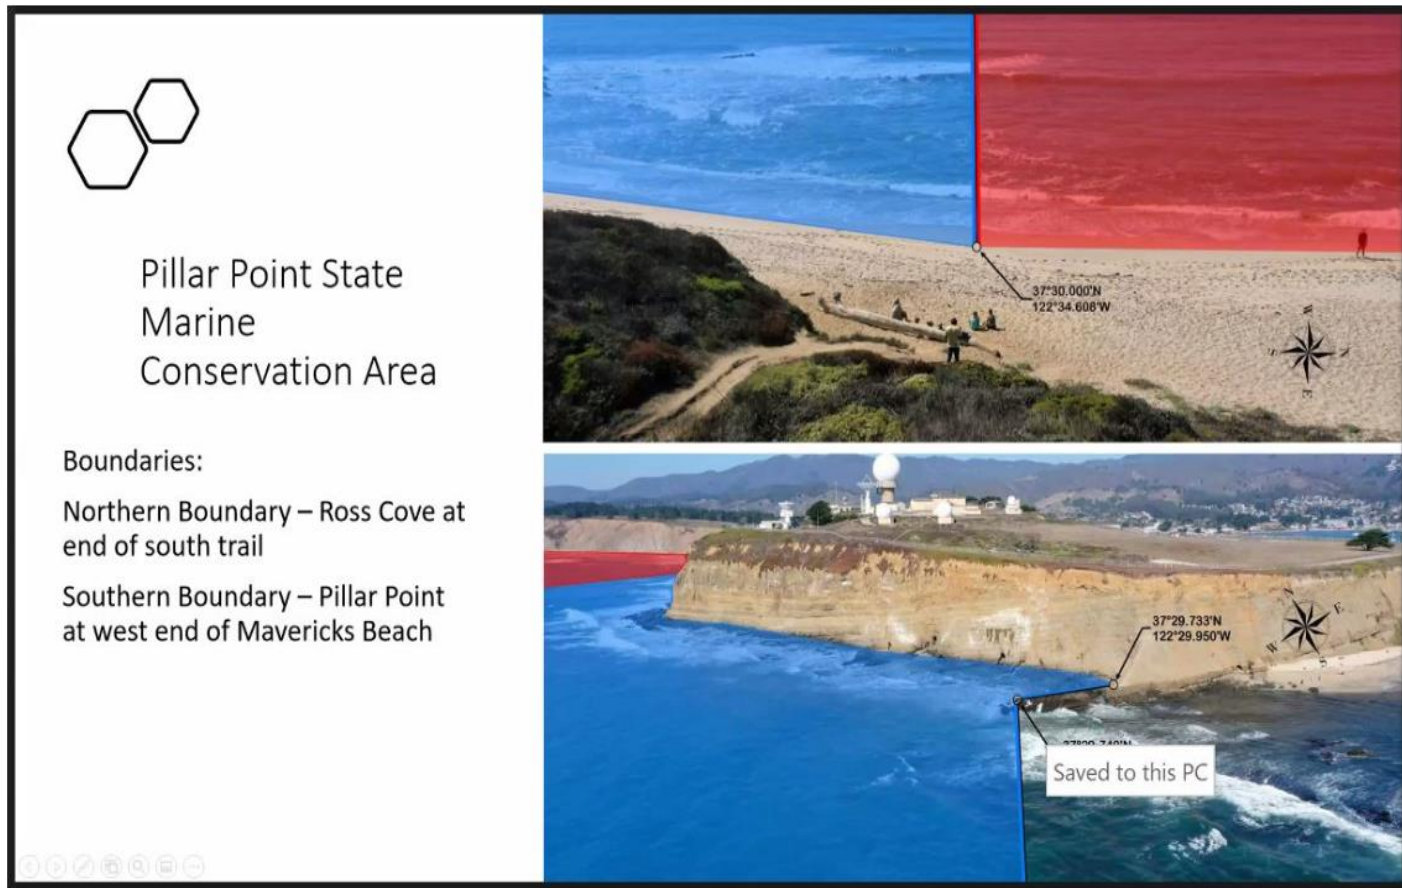 Pillar Point State
Marine
Conservation Area
Boundaries:
Northern Boundary – Ross Cove at
end of south trail
Southern Boundary – Pillar Point
at west end of Mavericks Beach
37°30.000'N
122°34.608'W
E
37°29.733'N
122°29.950'W
E
W
S
Saved to this PC